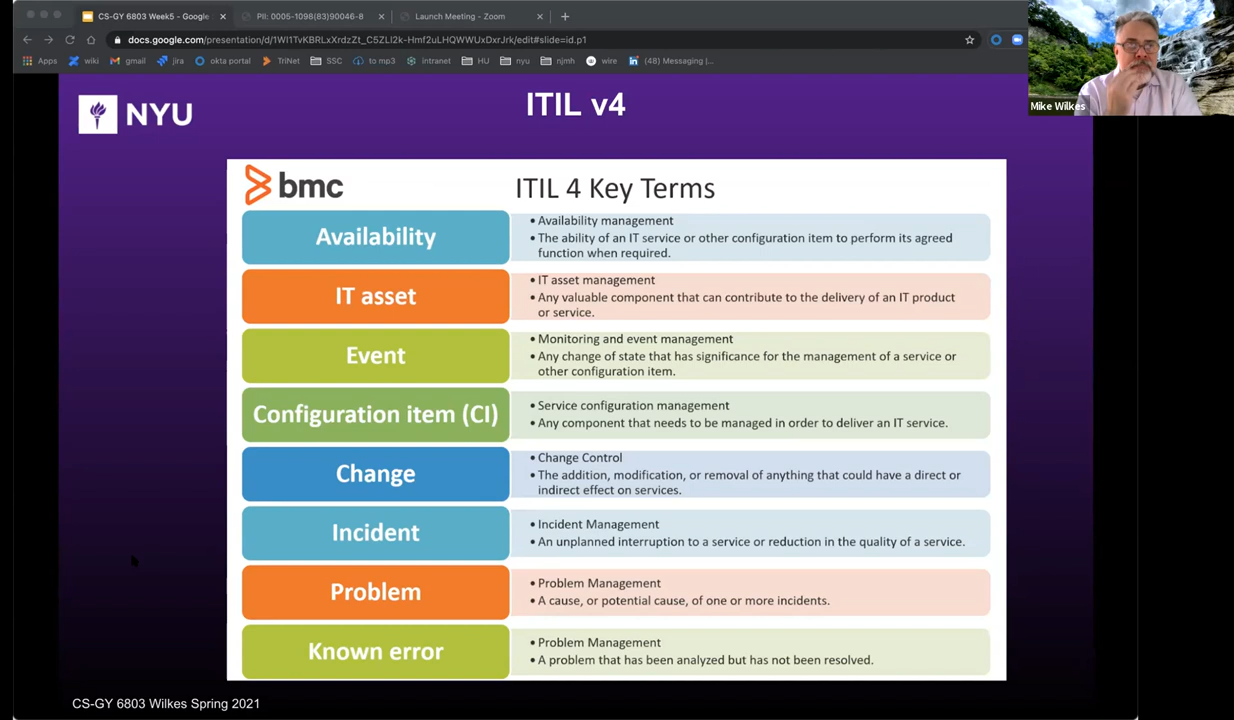 CS-GY 6803 Week5 - Google
PII: 0005-1098(83)90046-8
Launch Meeting - Zoom
docs.google.com/presentation/d/1WI1TvKBRLxXrdzZt_C5ZLI2k-Hmf2uLHQWWUxDxrJrk/edit#slide=id.p1
Apps
wiki
gmail
jira
okta portal
TriNet
SSC
to mp3
intranet
HU
nyu
njmh
wire
(48) Messaging |...
Mike Wilkes
NYU
ITIL v4
bmc
ITIL 4 Key Terms
Availability
• Availability management
• The ability of an IT service or other configuration item to perform its agreed
function when required.
IT asset
• IT asset management
• Any valuable component that can contribute to the delivery of an IT product
or service.
Event
• Monitoring and event management
• Any change of state that has significance for the management of a service or
other configuration item.
Configuration item (CI)
• Service configuration management
• Any component that needs to be managed in order to deliver an IT service.
Change
• Change Control
• The addition, modification, or removal of anything that could have a direct or
indirect effect on services.
Incident
• Incident Management
• An unplanned interruption to a service or reduction in the quality of a service.
Problem
• Problem Management
• A cause, or potential cause, of one or more incidents.
Known error
• Problem Management
• A problem that has been analyzed but has not been resolved.
CS-GY 6803 Wilkes Spring 2021